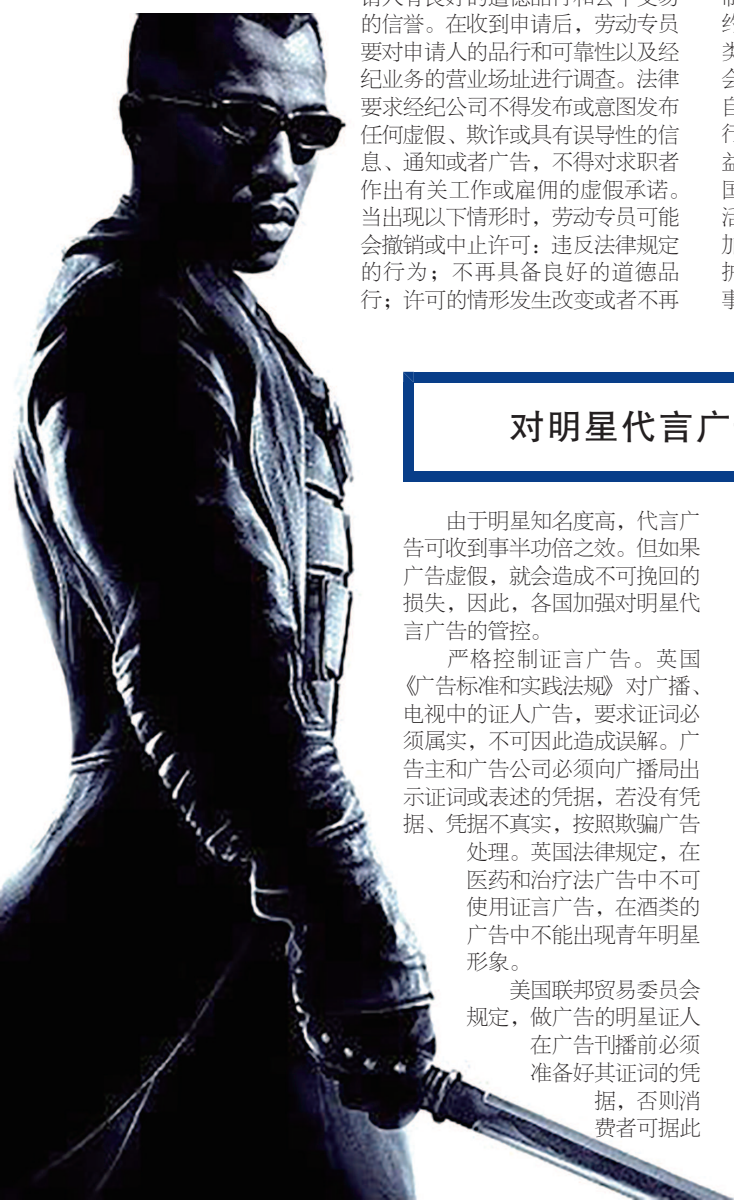 请人有良好的道德品行和公平交易
的信誉。在收到申请后，劳动专员
要对申请人的品行和可靠性以及经
纪业务的营业场址进行调查。法律
要求经纪公司不得发布或意图发布
任何虚假、欺诈或具有误导性的信
息、通知或者广告，不得对求职者
作出有关工作或雇佣的虚假承诺。
当出现以下情形时，劳动专员可能
会撤销或中止许可：违反法律规定
的行为；不再具备良好的道德品
行；许可的情形发生改变或者不再
对明星代言广
由于明星知名度高，代言广
告可收到事半功倍之效。但如果
广告虚假，就会造成不可挽回的
损失，因此，各国加强对明星代
言广告的管控。
严格控制证言广告。英国
《广告标准和实践法规》对广播、
电视中的证人广告，要求证词必
须属实，不可因此造成误解。广
告主和广告公司必须向广播局出
示证词或表述的凭据，若没有凭
据、凭据不真实，按照欺骗广告
处理。英国法律规定，在
医药和治疗法广告中不可
使用证言广告，在酒类的
广告中不能出现青年明星
形象。
美国联邦贸易委员会
规定，做广告的明星证人
在广告刊播前必须
准备好其证词的凭
据，否则消
费者可据此